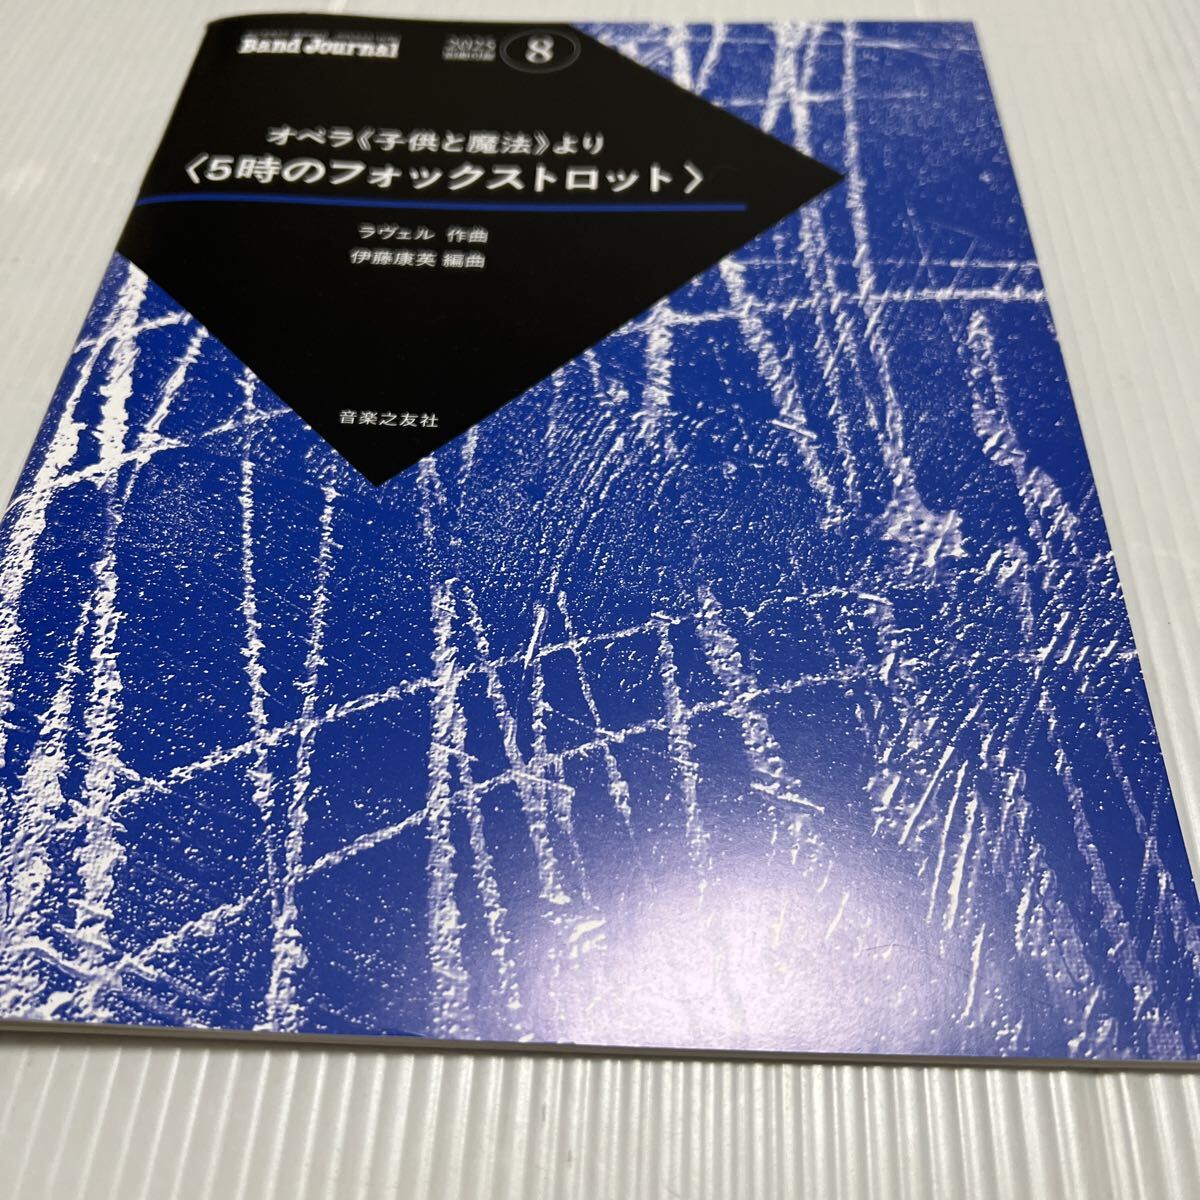 Band Journal
2025
8
オペラ《子供と魔法》より
〈5時のフォックストロット〉
ラヴェル 作曲
伊藤康英 編曲
音楽之友社